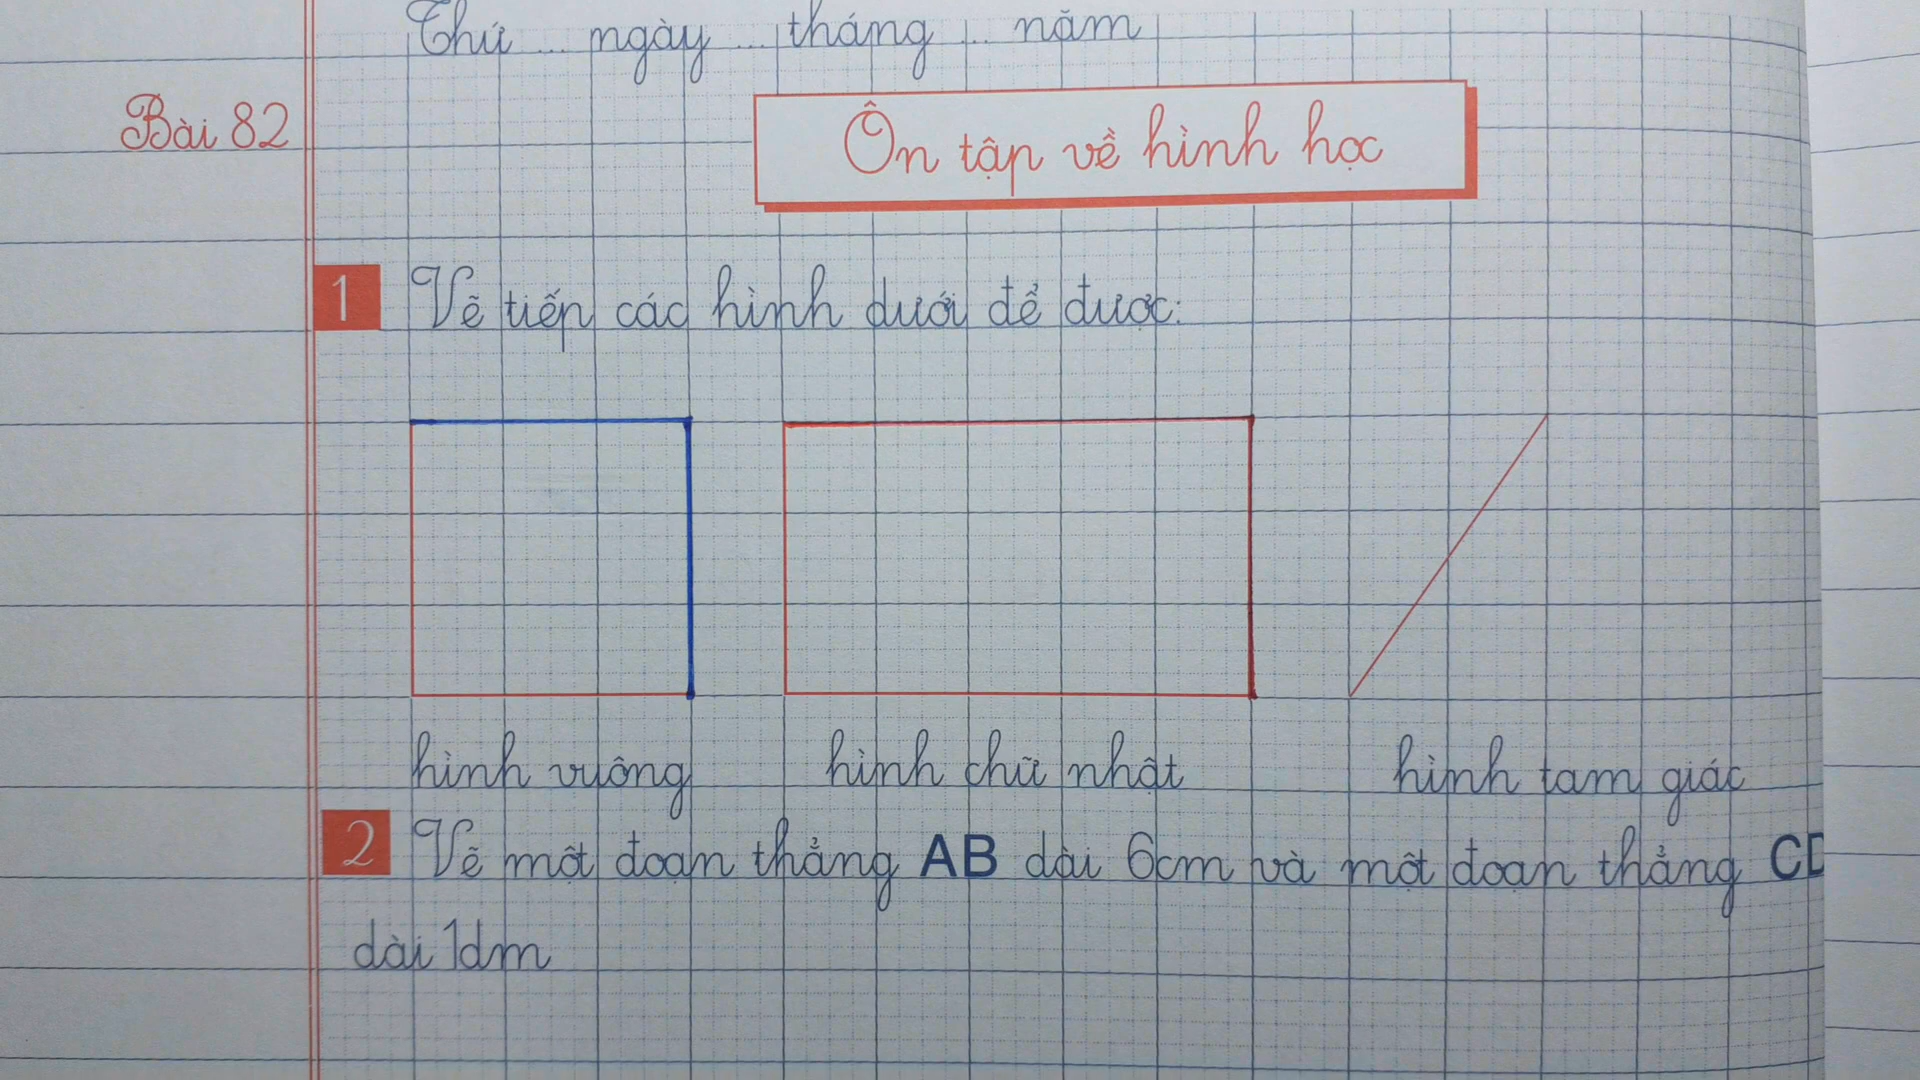 Thứ ... ngày ... tháng ... năm
Bài 82
Ôn tập về hình học
1 Vẽ tiếp các hình dưới để được:
hình vuông hình chữ nhật hình tam giác
2 Vẽ một đoạn thẳng AB dài 6cm và một đoạn thẳng CD
dài 1dm